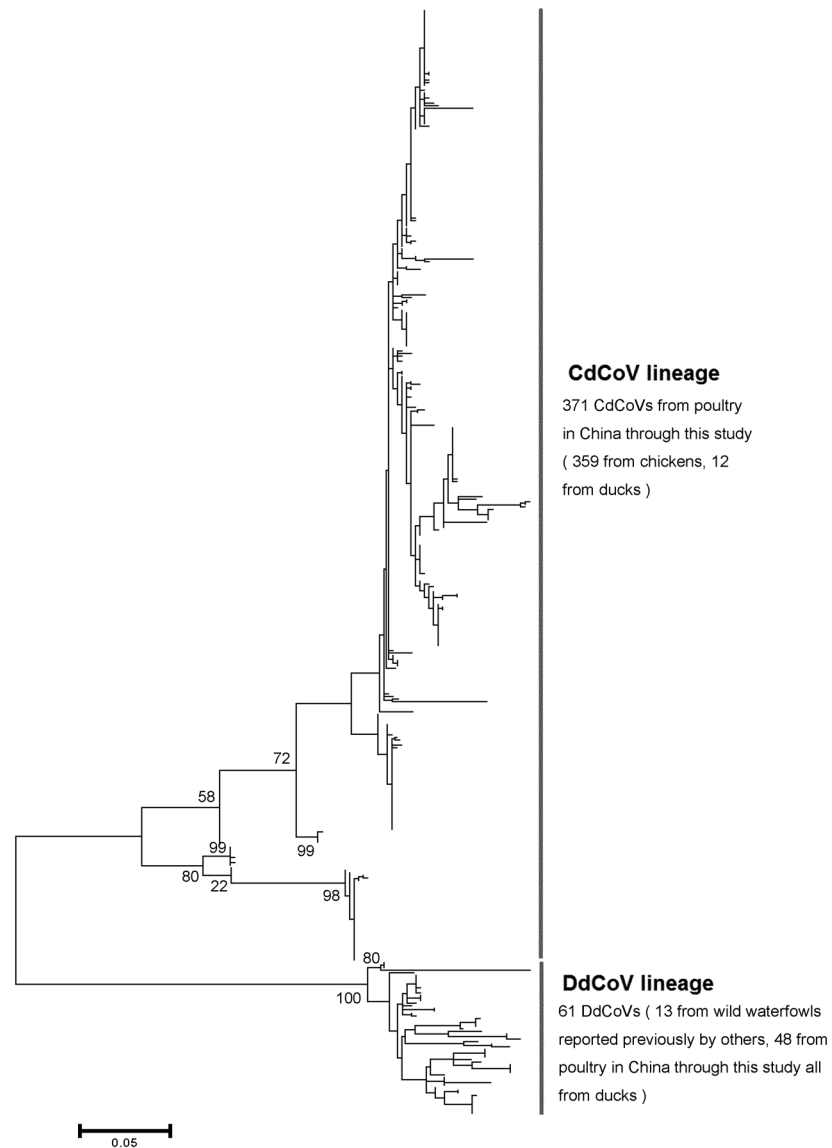 CdCoV lineage
371 CdCoVs from poultry
in China through this study
( 359 from chickens, 12
from ducks )
72
58
99
99
80
22
98
80
DdCoV lineage
100
61 DdCoVs ( 13 from wild waterfowls
reported previously by others, 48 from
poultry in China through this study all
from ducks )
0.05